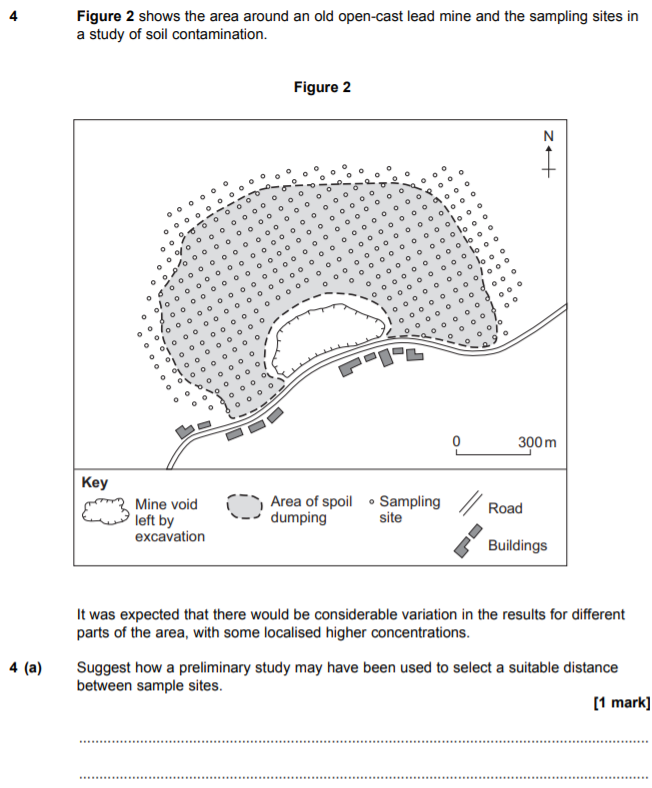 4 Figure 2 shows the area around an old open-cast lead mine and the sampling sites in
a study of soil contamination.
Figure 2
N
0 300 m
Key
Mine void
left by
excavation
Area of spoil
dumping
Sampling
site
Road
Buildings
It was expected that there would be considerable variation in the results for different
parts of the area, with some localised higher concentrations.
4 (a) Suggest how a preliminary study may have been used to select a suitable distance
between sample sites.
[1 mark]